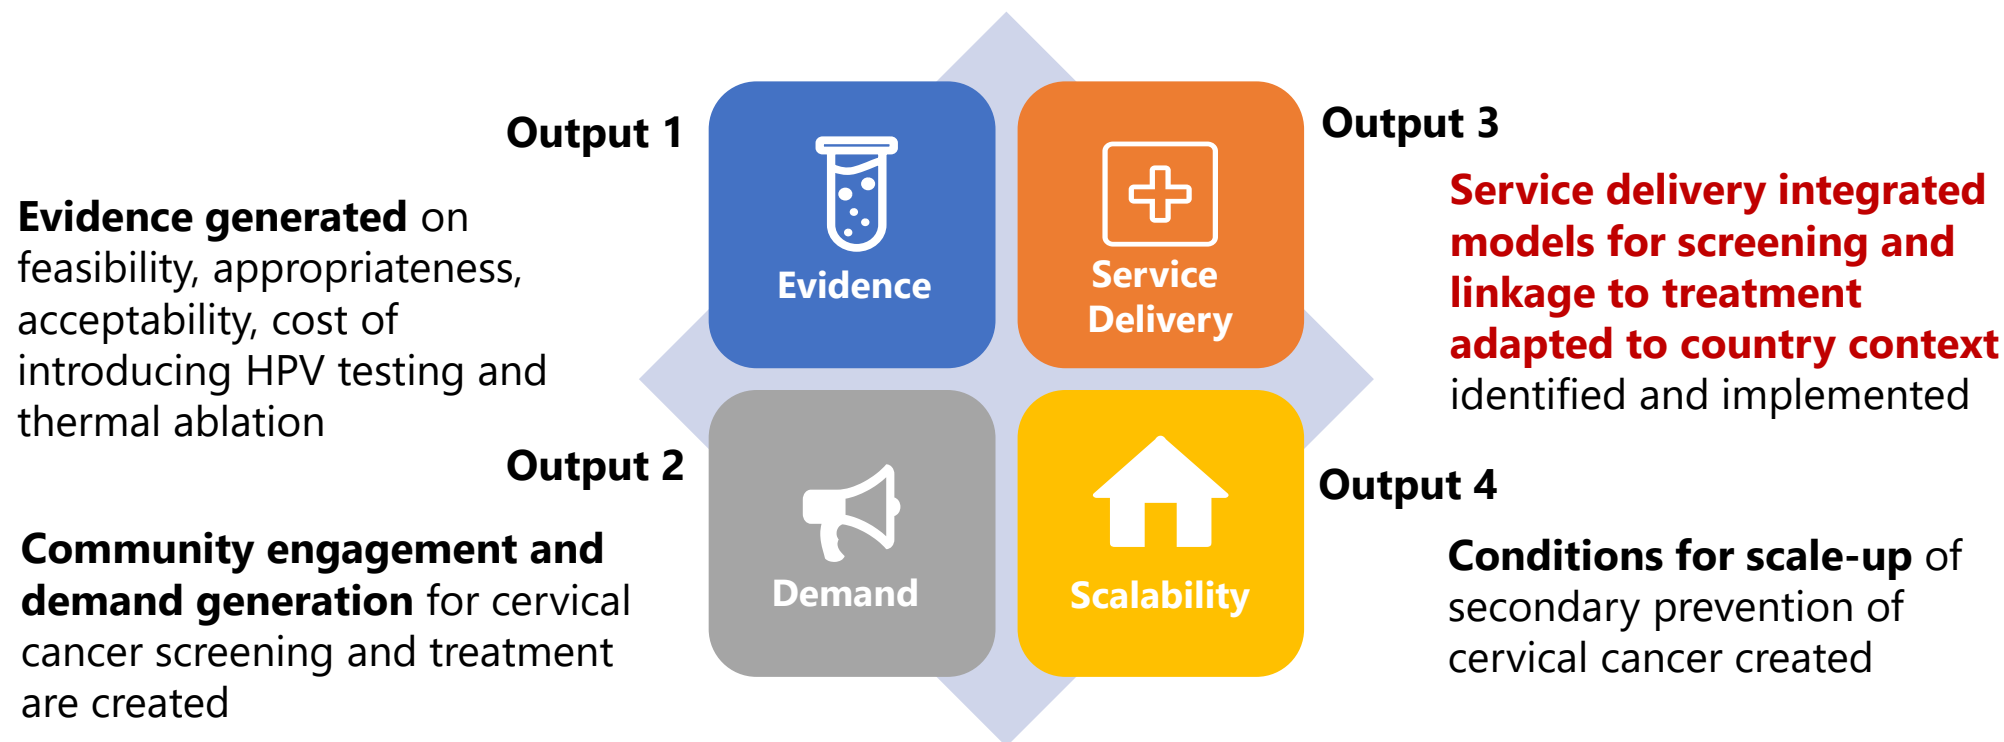 Output 1
Evidence generated on
feasibility, appropriateness,
acceptability, cost of
introducing HPV testing and
thermal ablation
Output 2
Community engagement and
demand generation for cervical
cancer screening and treatment
are created
Evidence
Service
Delivery
Demand
Scalability
Output 3
Service delivery integrated
models for screening and
linkage to treatment
adapted to country context
identified and implemented
Output 4
Conditions for scale-up of
secondary prevention of
cervical cancer created